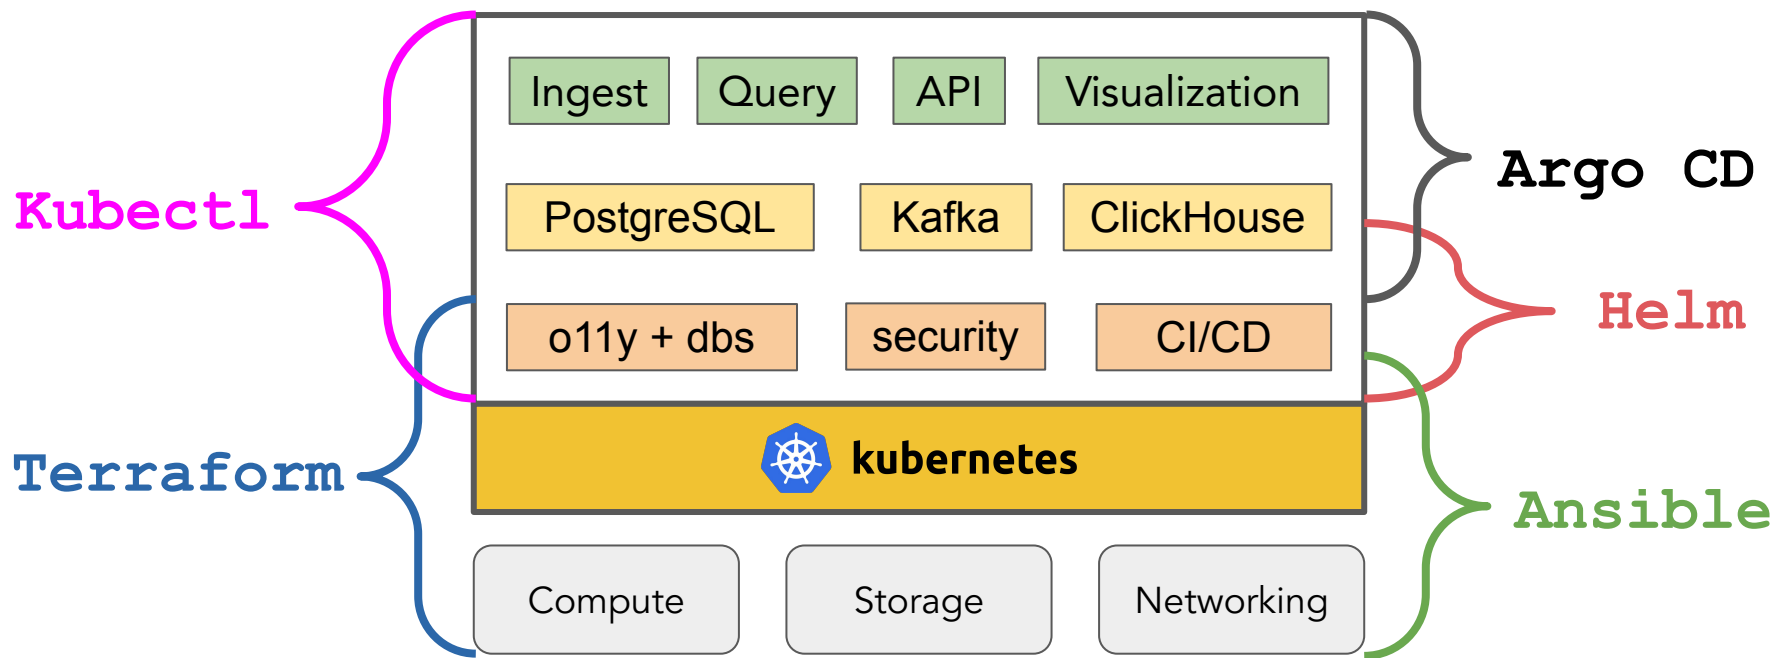 Ingest
Query
API
Visualization
Argo CD
Kubectl
PostgreSQL
Kafka
ClickHouse
Helm
o11y + dbs
security
CI/CD
Terraform
kubernetes
Ansible
Compute
Storage
Networking